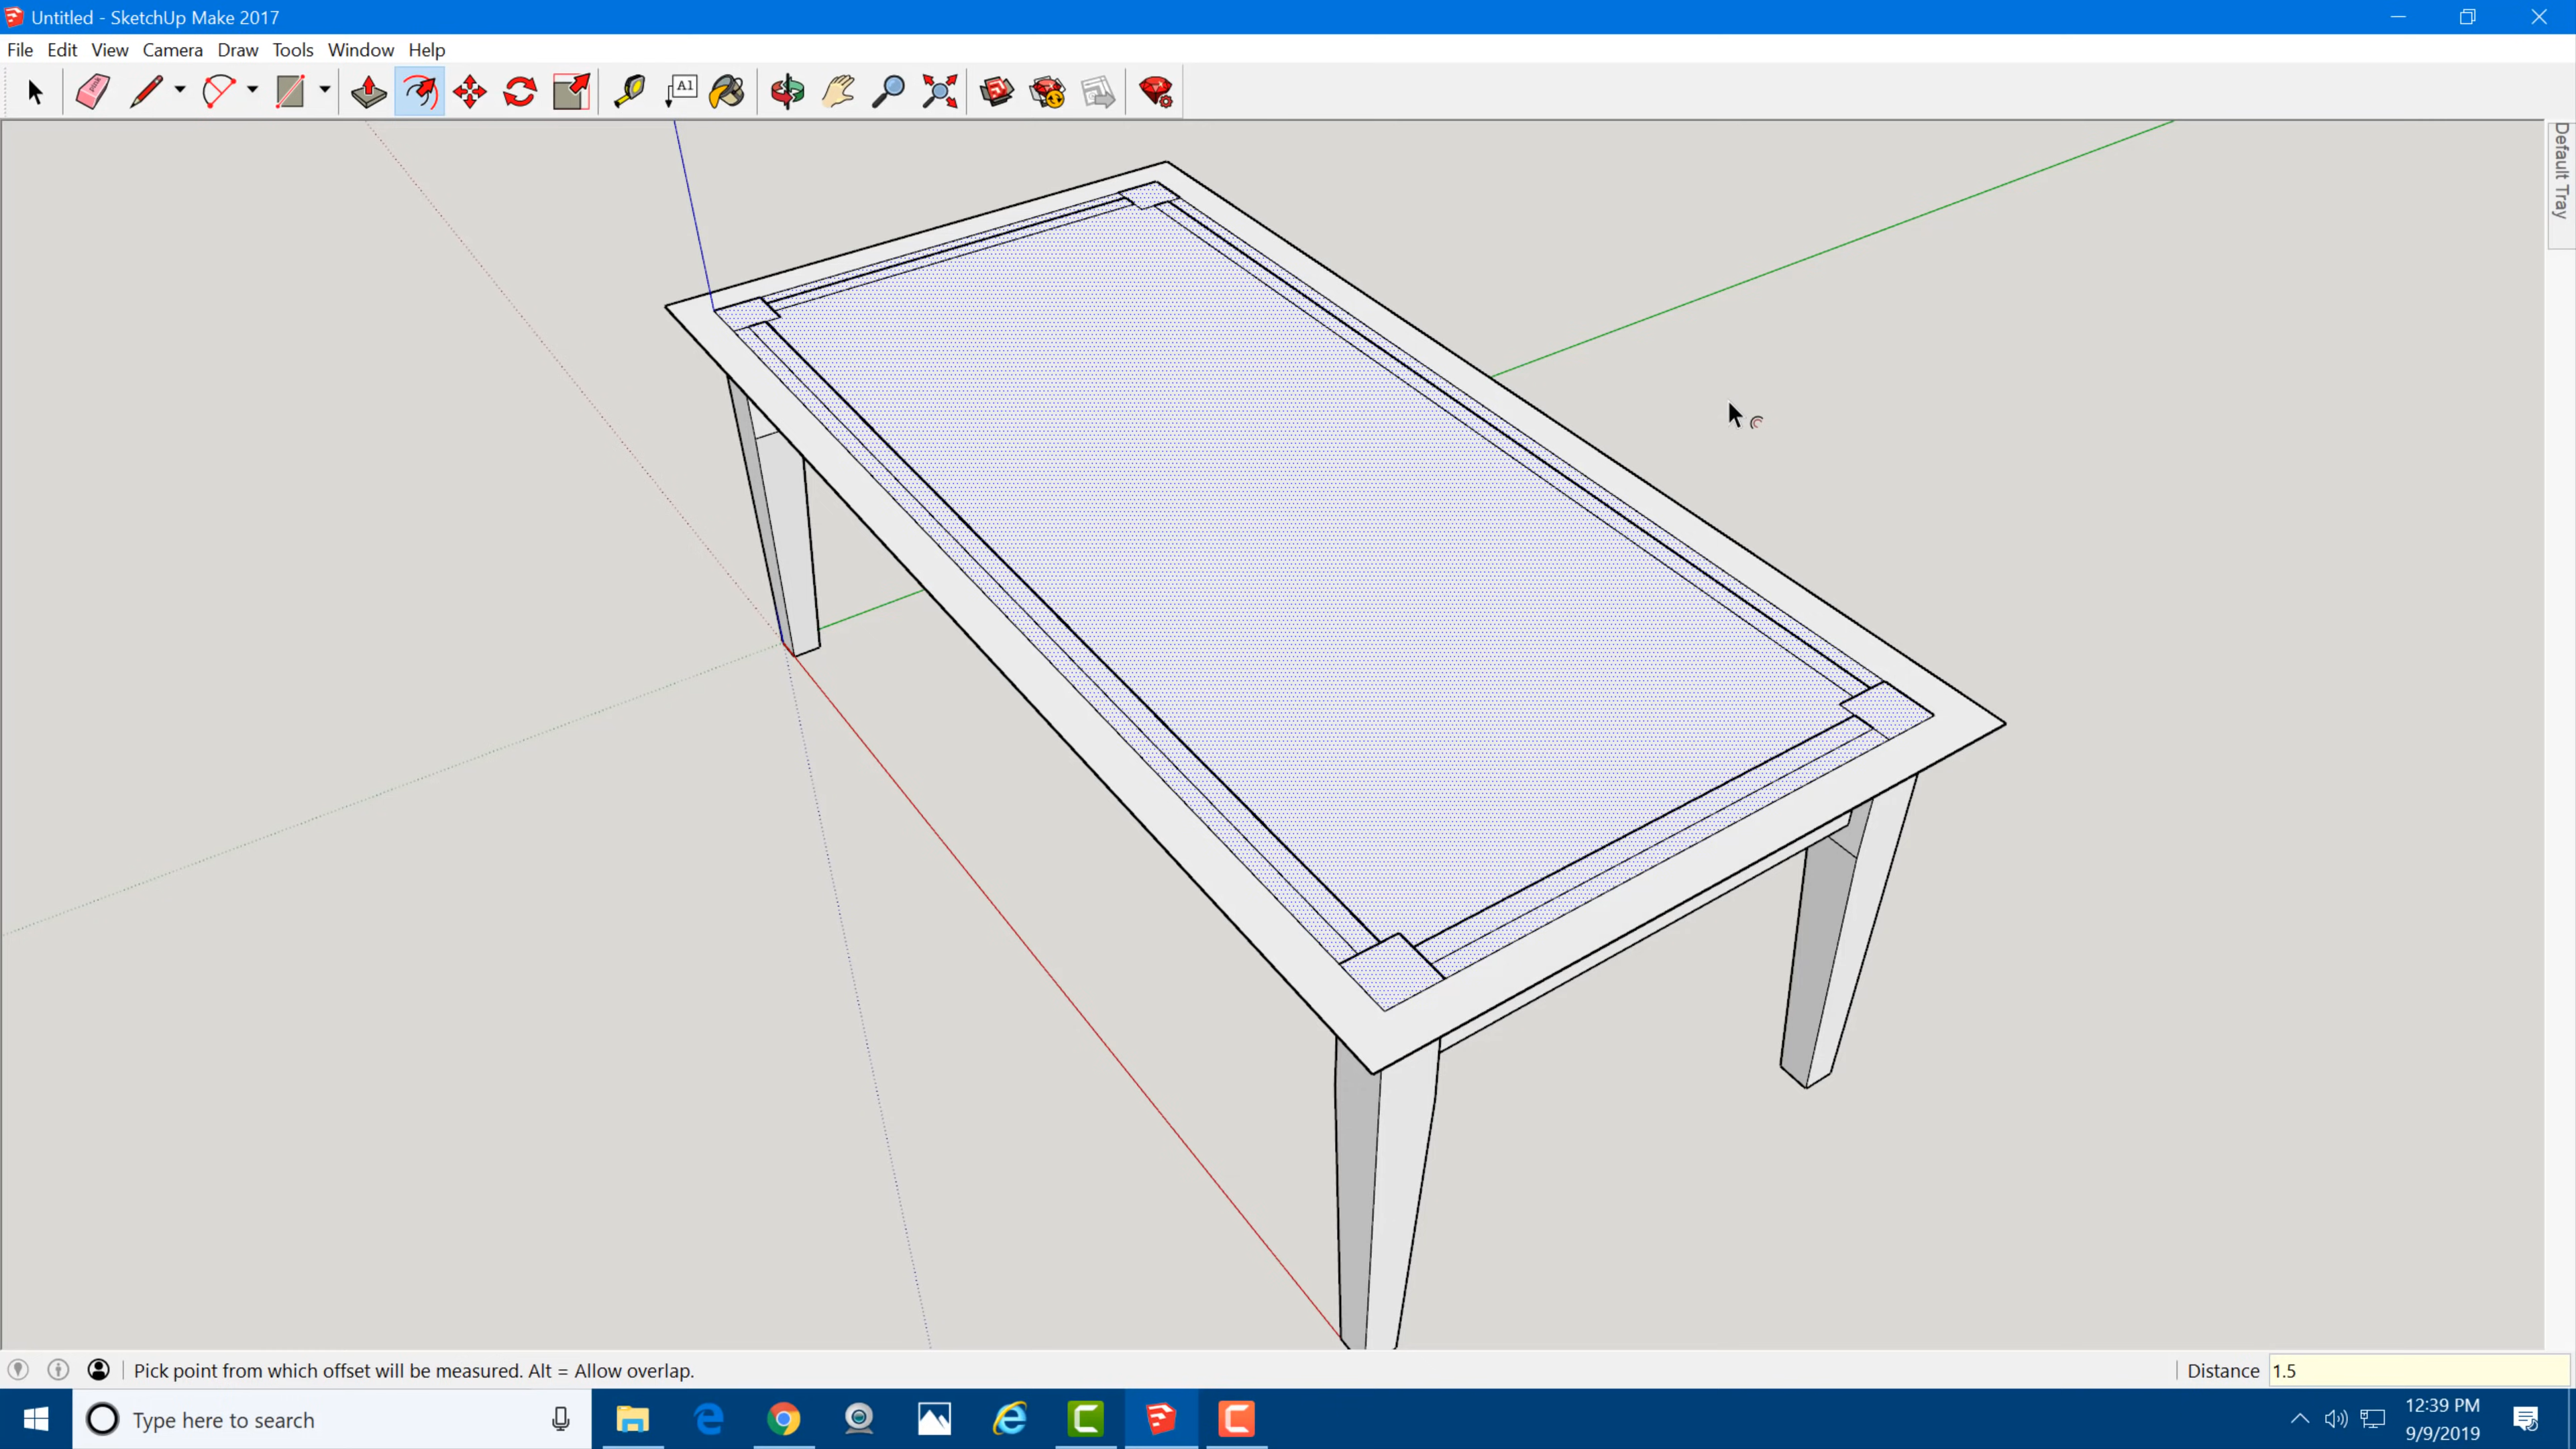 Untitled - SketchUp Make 2017
File Edit View Camera Draw Tools Window Help
A1
Default Tray
Pick point from which offset will be measured. Alt = Allow overlap.
Distance 1.5
Type here to search
12:39 PM
9/9/2019